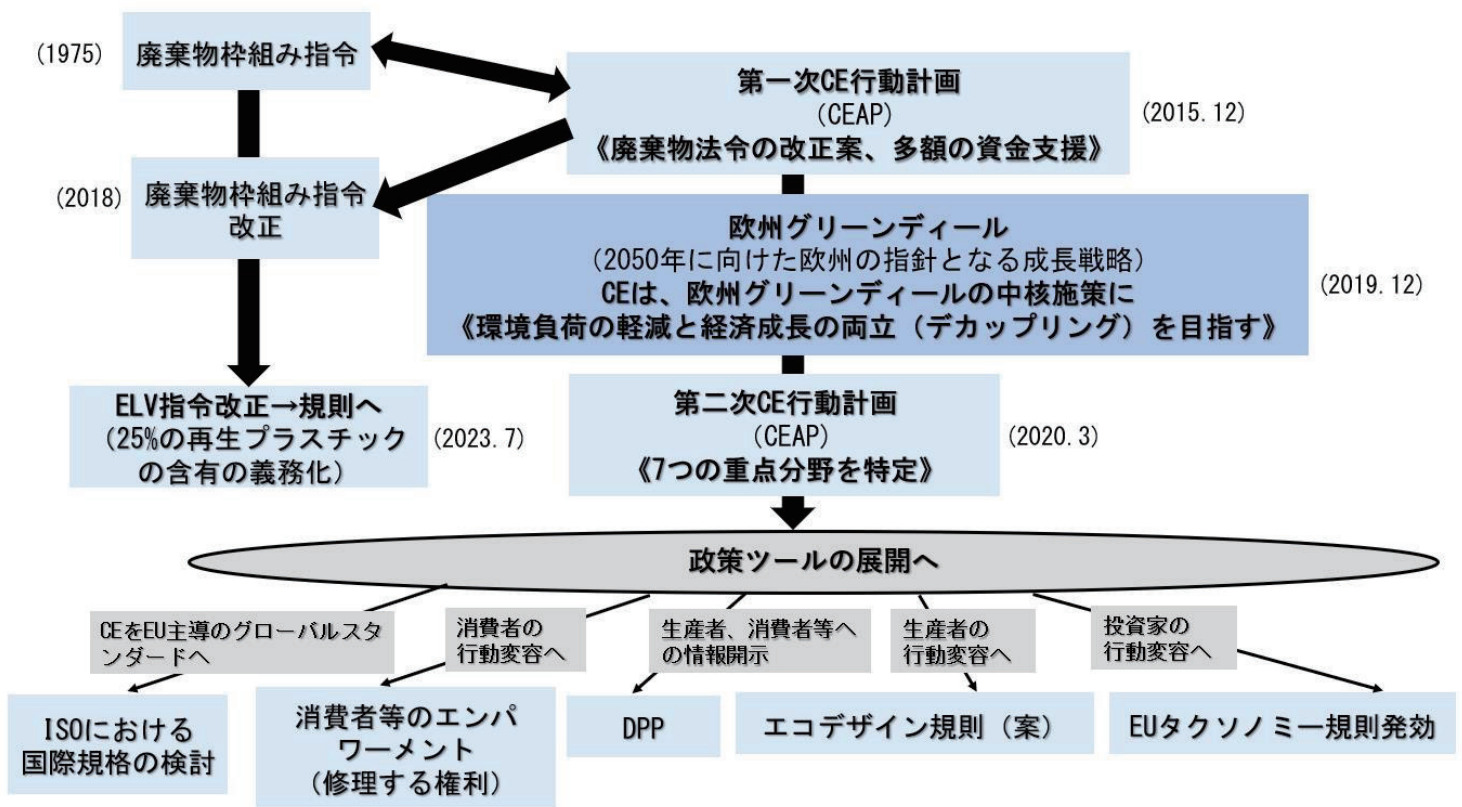 (1975)
廃棄物枠組み指令
第一次CE行動計画
(CEAP)
《廃棄物法令の改正案、多額の資金支援》
(2015.12)
(2018)
廃棄物枠組み指令
改正
欧州グリーンディール
(2050年に向けた欧州の指針となる成長戦略)
CEは、欧州グリーンディールの中核施策に
《環境負荷の軽減と経済成長の両立（デカップリング）を目指す》
(2019.12)
ELV指令改正→規則へ
（25%の再生プラスチック
の含有の義務化）
(2023.7)
第二次CE行動計画
(CEAP)
《7つの重点分野を特定》
(2020.3)
政策ツールの展開へ
CEをEU主導のグローバルスタ
ンダードへ
消費者の
行動変容へ
生産者、消費者等へ
の情報開示
生産者の
行動変容へ
投資家の
行動変容へ
ISOにおける
国際規格の検討
消費者等のエンパ
ワーメント
（修理する権利）
DPP
エコデザイン規則（案）
EUタクソノミー規則発効